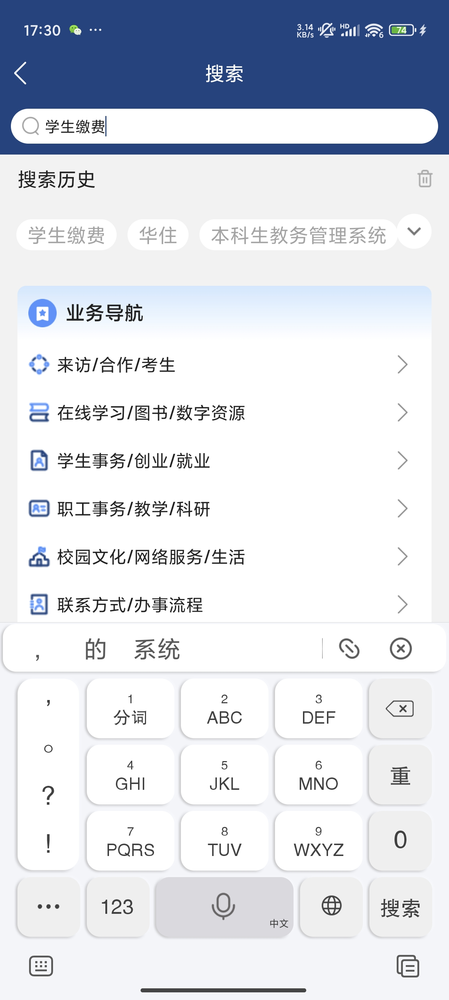 17:30
3.14
KB/s
HD
6
74
搜索
学生缴费
搜索历史
学生缴费 华住 本科生教务管理系统
业务导航
来访/合作/考生
在线学习/图书/数字资源
学生事务/创业/就业
职工事务/教学/科研
校园文化/网络服务/生活
联系方式/办事流程
， 的 系统
，
。
?
!
1
分词
2
ABC
3
DEF
4
GHI
5
JKL
6
MNO
重
7
PQRS
8
TUV
9
WXYZ
0
123
中文
搜索